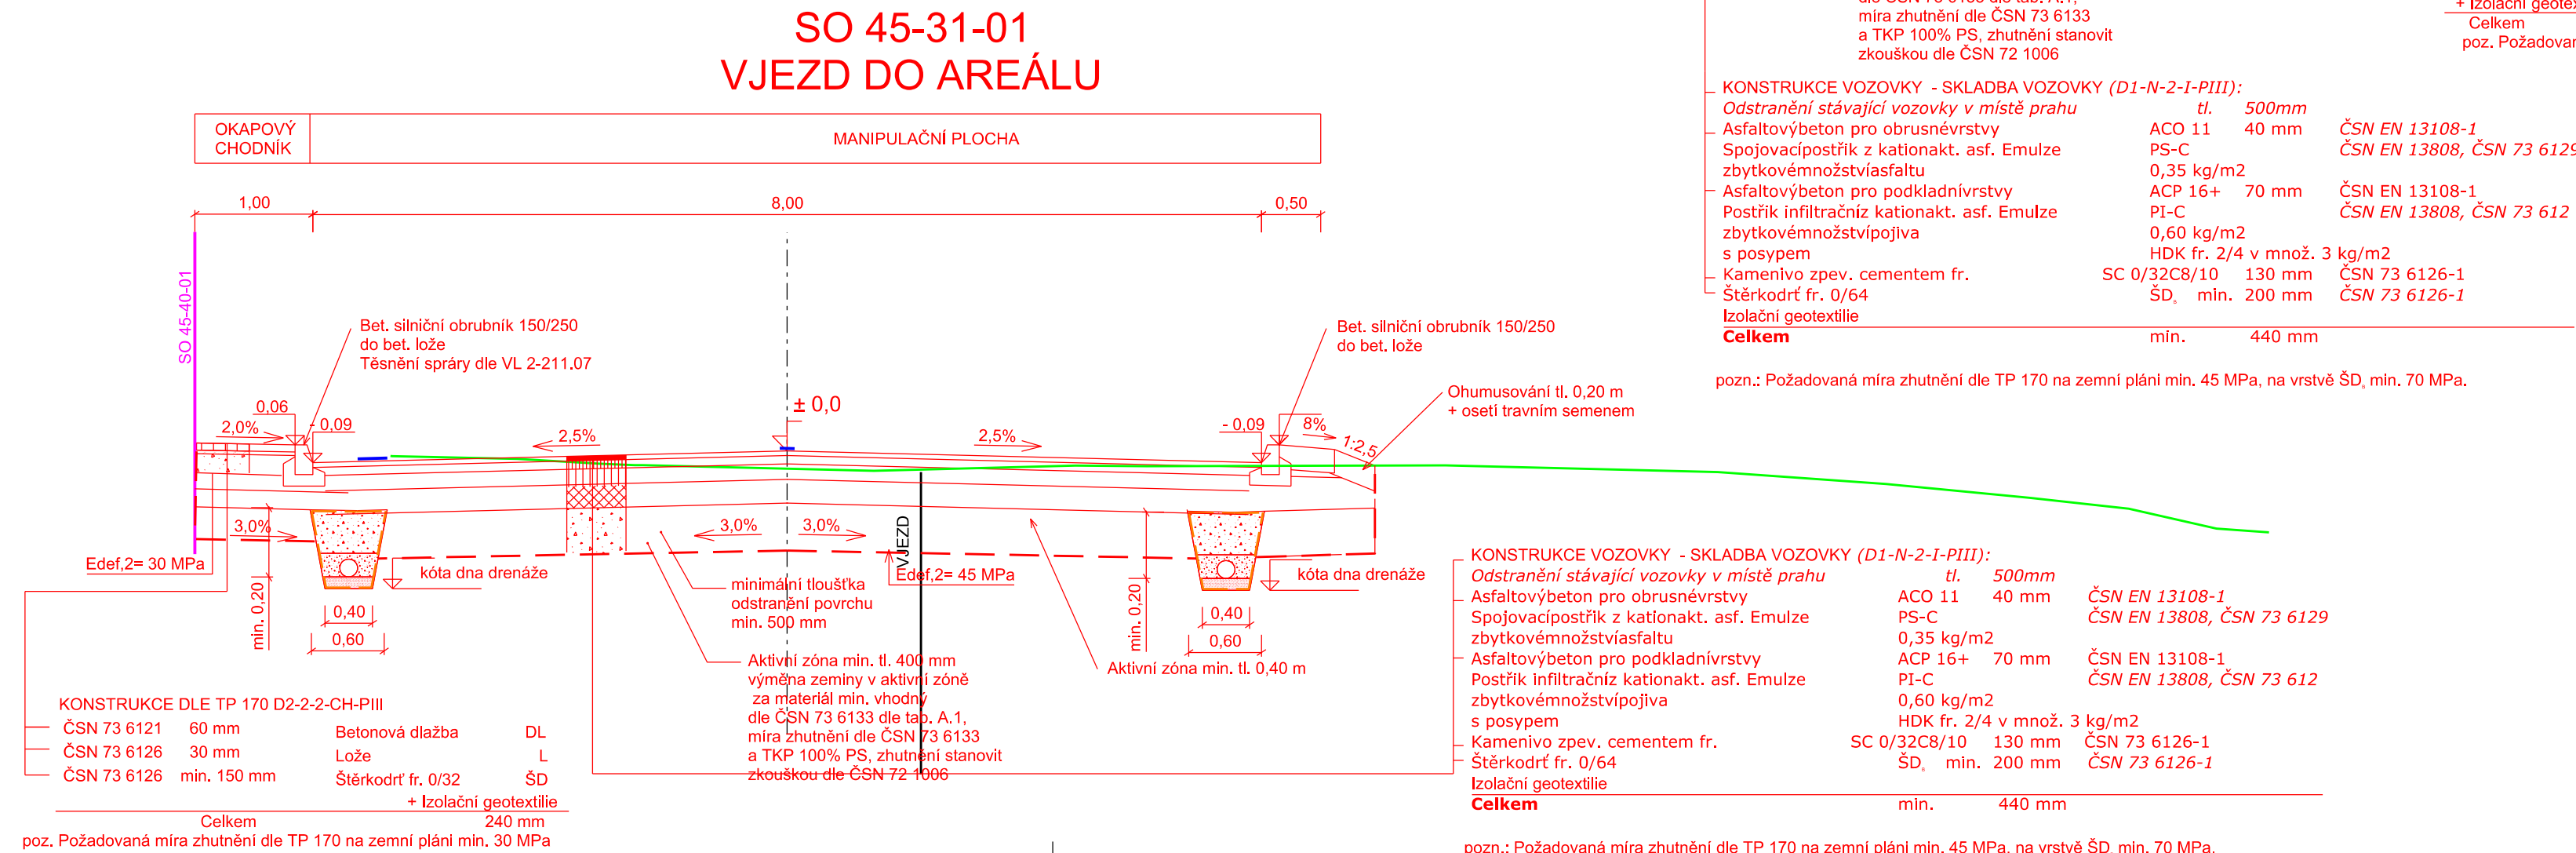 SO 45-31-01
VJEZD DO AREÁLU
OKAPOVÝ
CHODNÍK
MANIPULAČNÍ PLOCHA
1,00
8,00
0,50
SO 45-40-01
Bet. silniční obrubník 150/250
do bet. lože
Těsnění spráry dle VL 2-211.07
0,06
- 0,09
2,0%
2,5%
± 0,0
2,5%
- 0,09
8%
1:2,5
Bet. silniční obrubník 150/250
do bet. lože
Ohumusování tl. 0,20 m
+ osetí travním semenem
3,0%
3,0%
3,0%
VJEZD
Edef,2= 30 MPa
Edef,2= 45 MPa
kóta dna drenáže
kóta dna drenáže
min. 0,20
0,40
0,60
min. 0,20
0,40
0,60
minimální tloušťka
odstranění povrchu
min. 500 mm
Aktivní zóna min. tl. 400 mm
výměna zeminy v aktivní zóně
za materiál min. vhodný
dle ČSN 73 6133 dle tab. A.1,
míra zhutnění dle ČSN 73 6133
a TKP 100% PS, zhutnění stanovit
zkouškou dle ČSN 72 1006
Aktivní zóna min. tl. 0,40 m
KONSTRUKCE DLE TP 170 D2-2-2-CH-PIII
ČSN 73 6121 60 mm Betonová dlažba DL
ČSN 73 6126 30 mm Lože L
ČSN 73 6126 min. 150 mm Štěrkodrť fr. 0/32 ŠD
+ Izolační geotextilie
Celkem 240 mm
poz. Požadovaná míra zhutnění dle TP 170 na zemní pláni min. 30 MPa
míra zhutnění dle ČSN 73 6133
a TKP 100% PS, zhutnění stanovit
zkouškou dle ČSN 72 1006
Celkem
KONSTRUKCE VOZOVKY - SKLADBA VOZOVKY (D1-N-2-I-PIII):
Odstranění stávající vozovky v místě prahu tl. 500mm
Asfaltovýbeton pro obrusnévrstvy ACO 11 40 mm ČSN EN 13108-1
Spojovacípostřik z kationakt. asf. Emulze PS-C ČSN EN 13808, ČSN 73 6129
zbytkovémnožstvíasfaltu 0,35 kg/m2
Asfaltovýbeton pro podkladnívrstvy ACP 16+ 70 mm ČSN EN 13108-1
Postřik infiltračníz kationakt. asf. Emulze PI-C ČSN EN 13808, ČSN 73 612
zbytkovémnožstvípojiva 0,60 kg/m2
s posypem HDK fr. 2/4 v množ. 3 kg/m2
Kamenivo zpev. cementem fr. SC 0/32C8/10 130 mm ČSN 73 6126-1
Štěrkodrť fr. 0/64 ŠD min. 200 mm ČSN 73 6126-1
Izolační geotextilie
Celkem min. 440 mm
pozn.: Požadovaná míra zhutnění dle TP 170 na zemní pláni min. 45 MPa, na vrstvě ŠD min. 70 MPa.
KONSTRUKCE VOZOVKY - SKLADBA VOZOVKY (D1-N-2-I-PIII):
Odstranění stávající vozovky v místě prahu tl. 500mm
Asfaltovýbeton pro obrusnévrstvy ACO 11 40 mm ČSN EN 13108-1
Spojovacípostřik z kationakt. asf. Emulze PS-C ČSN EN 13808, ČSN 73 6129
zbytkovémnožstvíasfaltu 0,35 kg/m2
Asfaltovýbeton pro podkladnívrstvy ACP 16+ 70 mm ČSN EN 13108-1
Postřik infiltračníz kationakt. asf. Emulze PI-C ČSN EN 13808, ČSN 73 612
zbytkovémnožstvípojiva 0,60 kg/m2
s posypem HDK fr. 2/4 v množ. 3 kg/m2
Kamenivo zpev. cementem fr. SC 0/32C8/10 130 mm ČSN 73 6126-1
Štěrkodrť fr. 0/64 ŠD min. 200 mm ČSN 73 6126-1
Izolační geotextilie
Celkem min. 440 mm
pozn.: Požadovaná míra zhutnění dle TP 170 na zemní pláni min. 45 MPa, na vrstvě ŠD min. 70 MPa.